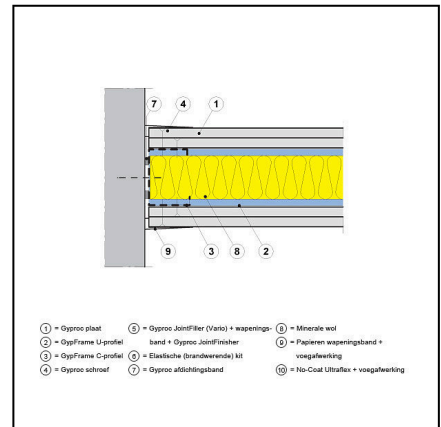 7 4 1
9 3 8 2
1 = Gyproc plaat
2 = GypFrame U-profiel
3 = GypFrame C-profiel
4 = Gyproc schroef
5 = Gyproc JointFiller (Vario) + wapenings-
band + Gyproc JointFinisher
6 = Elastische (brandwerende) kit
7 = Gyproc afdichtingsband
8 = Minerale wol
9 = Papieren wapeningsband +
voegafwerking
10 = No-Coat Ultraflex + voegafwerking